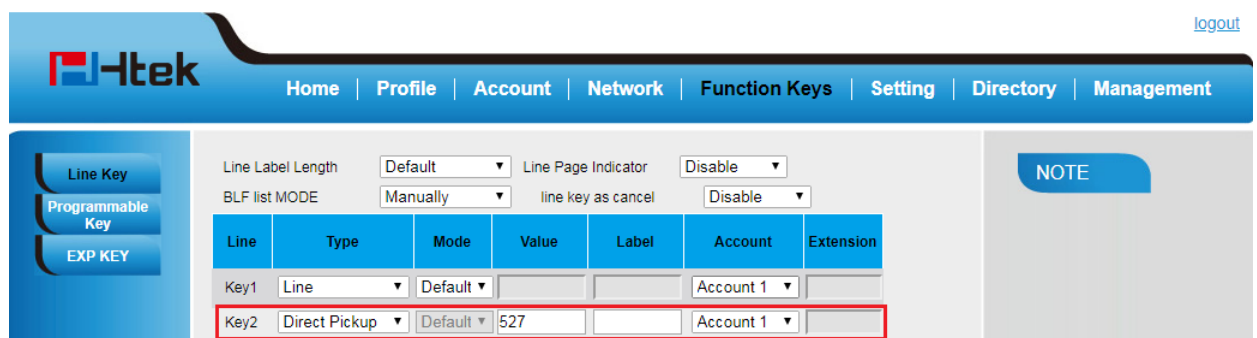 logout
Htek
Home | Profile | Account | Network | Function Keys | Setting | Directory | Management
Line Key
Programmable Key
EXP KEY
Line Label Length Default Line Page Indicator Disable
BLF list MODE Manually line key as cancel Disable
Line Type Mode Value Label Account Extension
Key1 Line Default Account 1
Key2 Direct Pickup Default 527 Account 1
NOTE